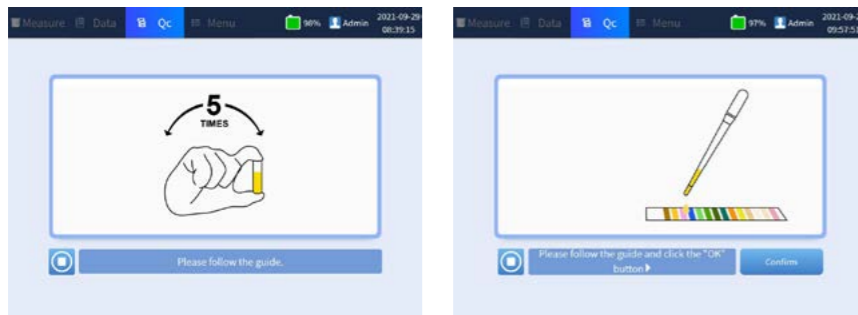 Measure Data Qc Menu 98% Admin 2021-09-29
08:39:15
5
TIMES
Please follow the guide.
Measure Data Qc Menu 97% Admin 2021-09-2
09:57:5
Please follow the guide and click the "OK"
button
Confirm